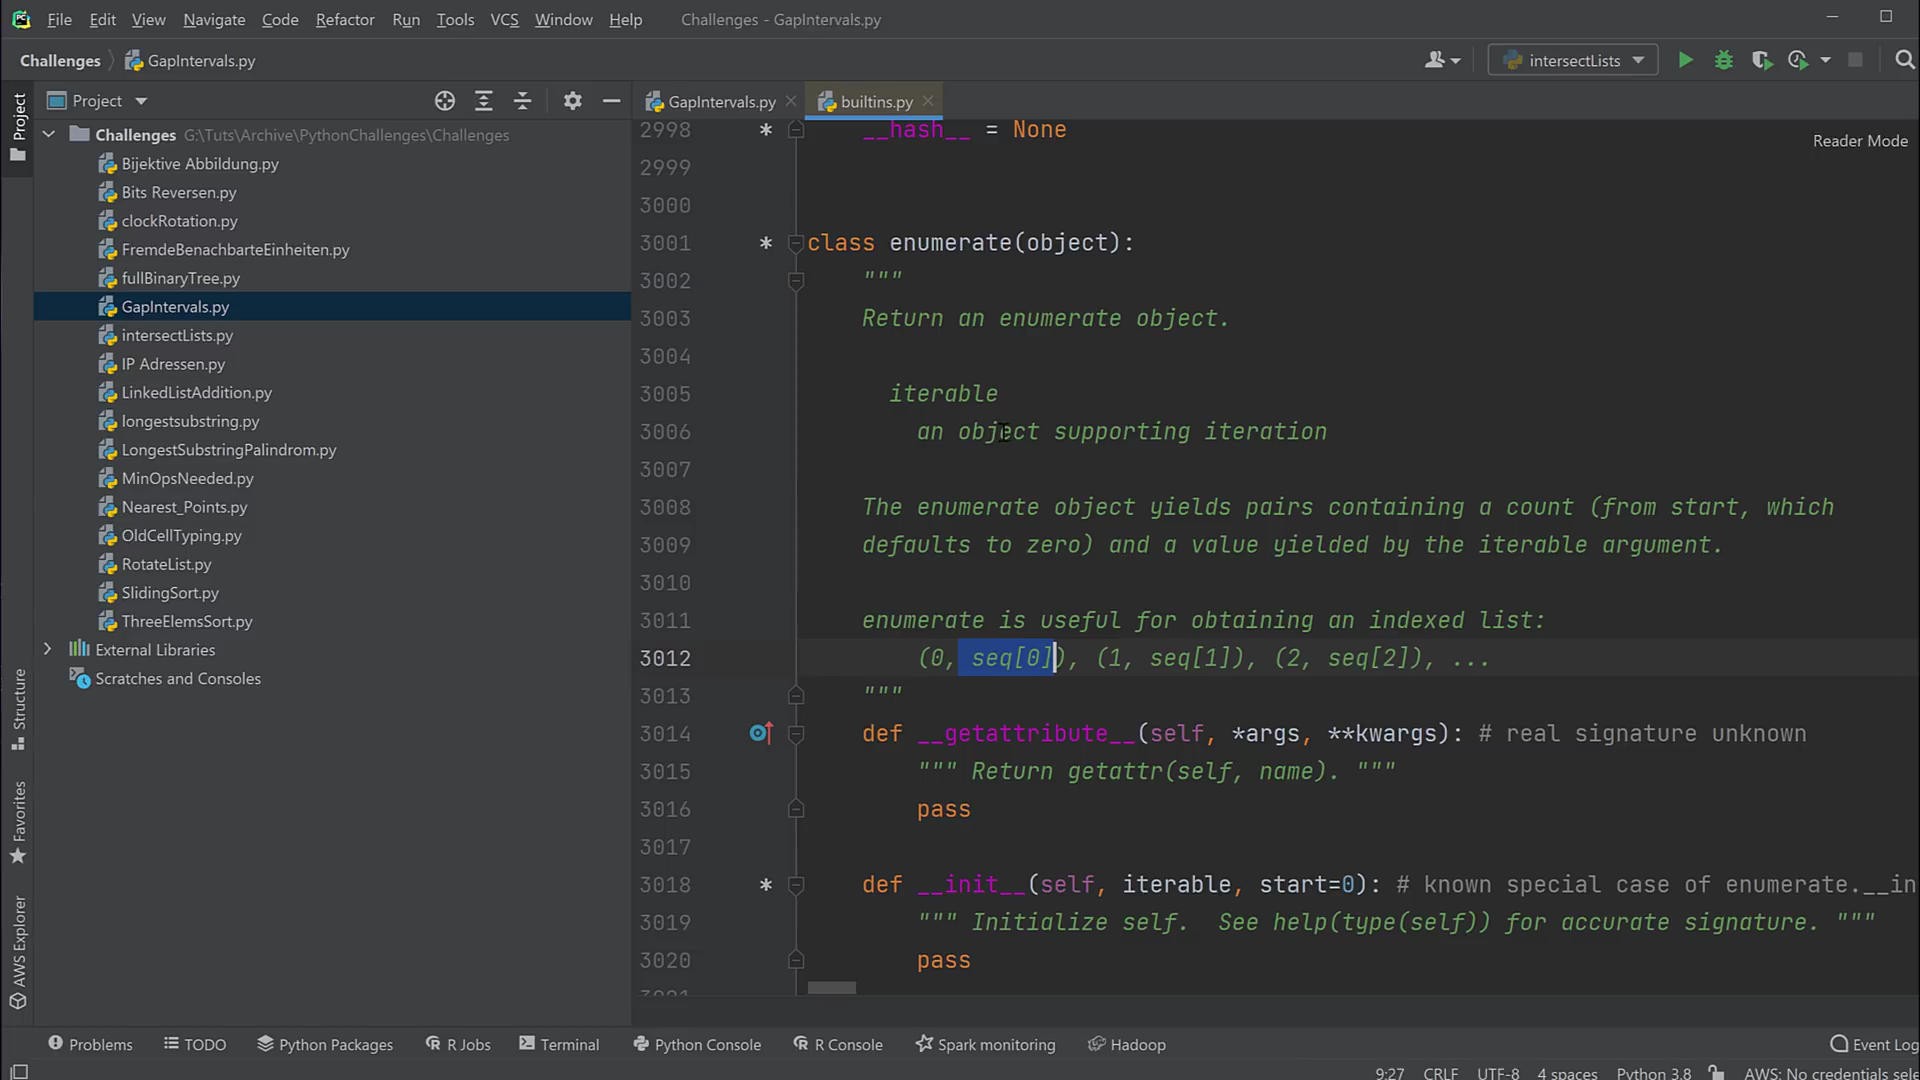 File Edit View Navigate Code Refactor Run Tools VCS Window Help Challenges - GapIntervals.py
Challenges GapIntervals.py intersectLists
Project
GapIntervals.py builtins.py
Reader Mode
Project
Structure
Favorites
AWS Explorer
Challenges G:\Tuts\Archive\PythonChallenges\Challenges
Bijektive Abbildung.py
Bits Reversen.py
clockRotation.py
FremdeBenachbarteEinheiten.py
fullBinaryTree.py
GapIntervals.py
intersectLists.py
IP Adressen.py
LinkedListAddition.py
longestsubstring.py
LongestSubstringPalindrom.py
MinOpsNeeded.py
Nearest_Points.py
OldCellTyping.py
RotateList.py
SlidingSort.py
ThreeElemsSort.py
External Libraries
Scratches and Consoles
2998 * __hash__ = None
2999
3000
3001 * class enumerate(object):
3002 """
3003 Return an enumerate object.
3004
3005 iterable
3006 an object supporting iteration
3007
3008 The enumerate object yields pairs containing a count (from start, which
3009 defaults to zero) and a value yielded by the iterable argument.
3010
3011 enumerate is useful for obtaining an indexed list:
3012 (0, seq[0]), (1, seq[1]), (2, seq[2]), ...
3013 """
3014 def __getattribute__(self, *args, **kwargs): # real signature unknown
3015 """ Return getattr(self, name). """
3016 pass
3017
3018 * def __init__(self, iterable, start=0): # known special case of enumerate.__in
3019 """ Initialize self. See help(type(self)) for accurate signature. """
3020 pass
Problems TODO Python Packages R Jobs Terminal Python Console R Console Spark monitoring Hadoop Event Log
9:27 CRLF UTF-8 4 spaces Python 3.8 AWS: No credentials sele